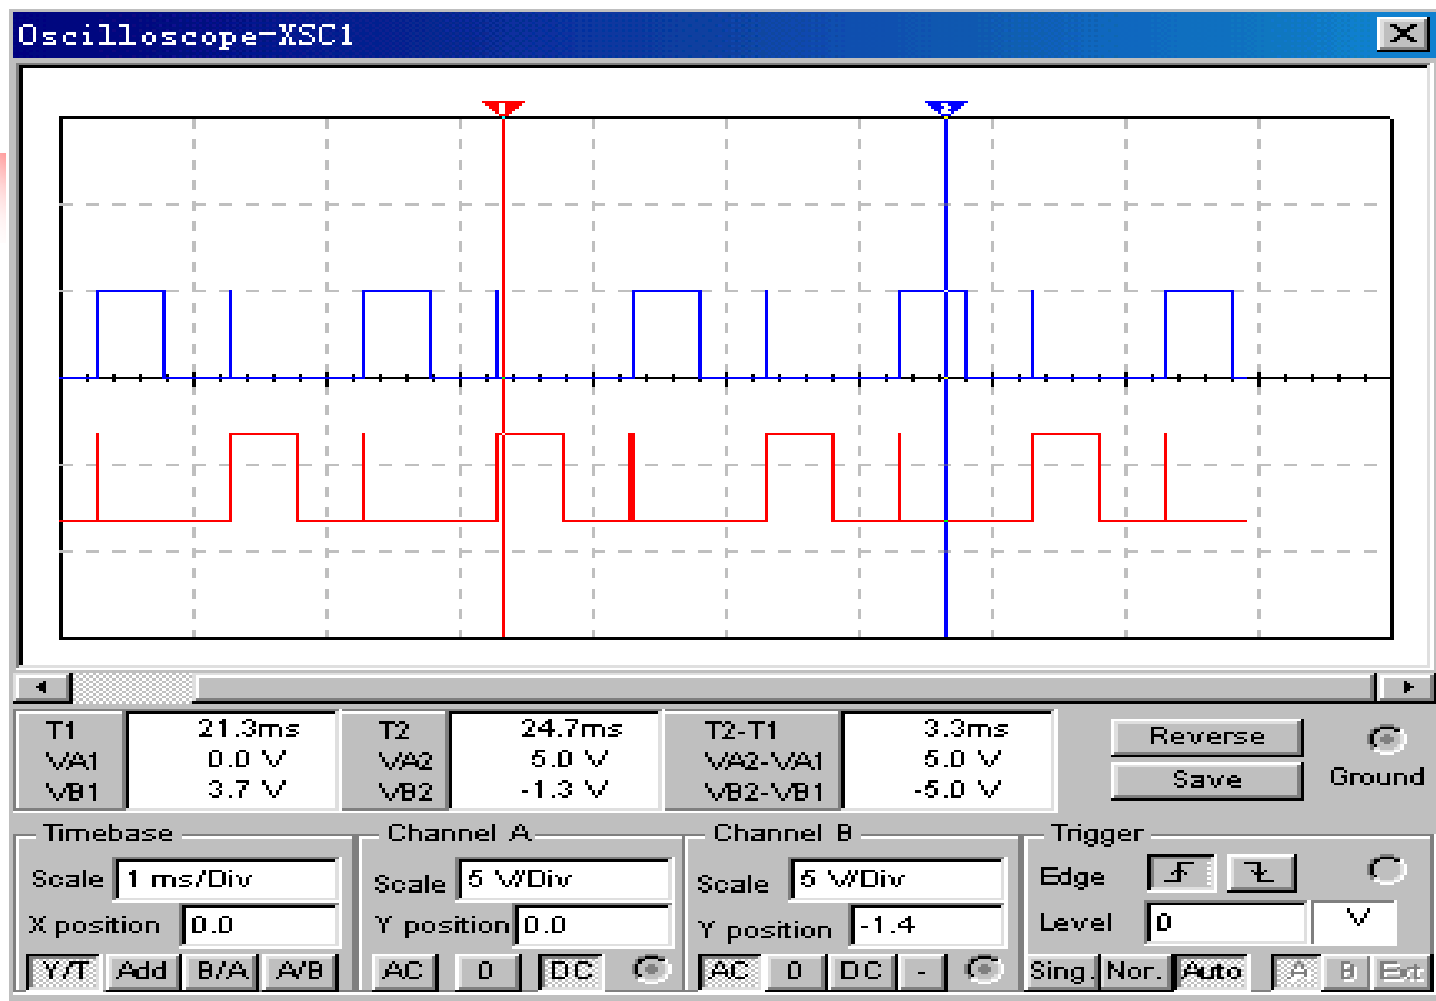 Oscilloscope-XSC1
1 2
T1 21.3ms T2 24.7ms T2-T1 3.3ms
VA1 0.0 V VA2 5.0 V VA2-VA1 5.0 V
VB1 3.7 V VB2 -1.3 V VB2-VB1 -5.0 V
Reverse
Save
Ground
Timebase
Scale 1 ms/Div
X position 0.0
Y/T Add B/A A/B
Channel A
Scale 5 V/Div
Y position 0.0
AC 0 DC
Channel B
Scale 5 V/Div
Y position -1.4
AC 0 DC -
Trigger
Edge
Level 0 V
Sing. Nor. Auto A B Ext